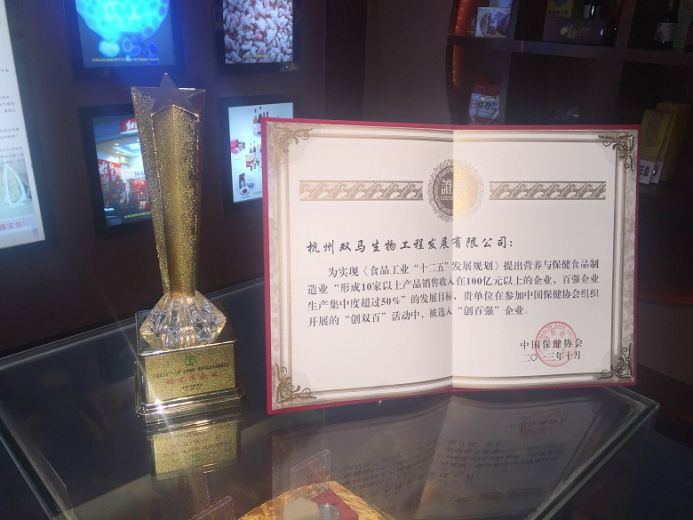 證書
杭州双马生物工程发展有限公司：
为实现《食品工业“十二五”发展规划》提出营养与保健食品制
造业“形成10家以上产品销售收入在100亿元以上的企业，百强企业
生产集中度超过50%”的发展目标，贵单位在参加中国保健协会组织
开展的“创双百”活动中，被选入“创百强”企业。
中国保健协会
二〇一三年十月